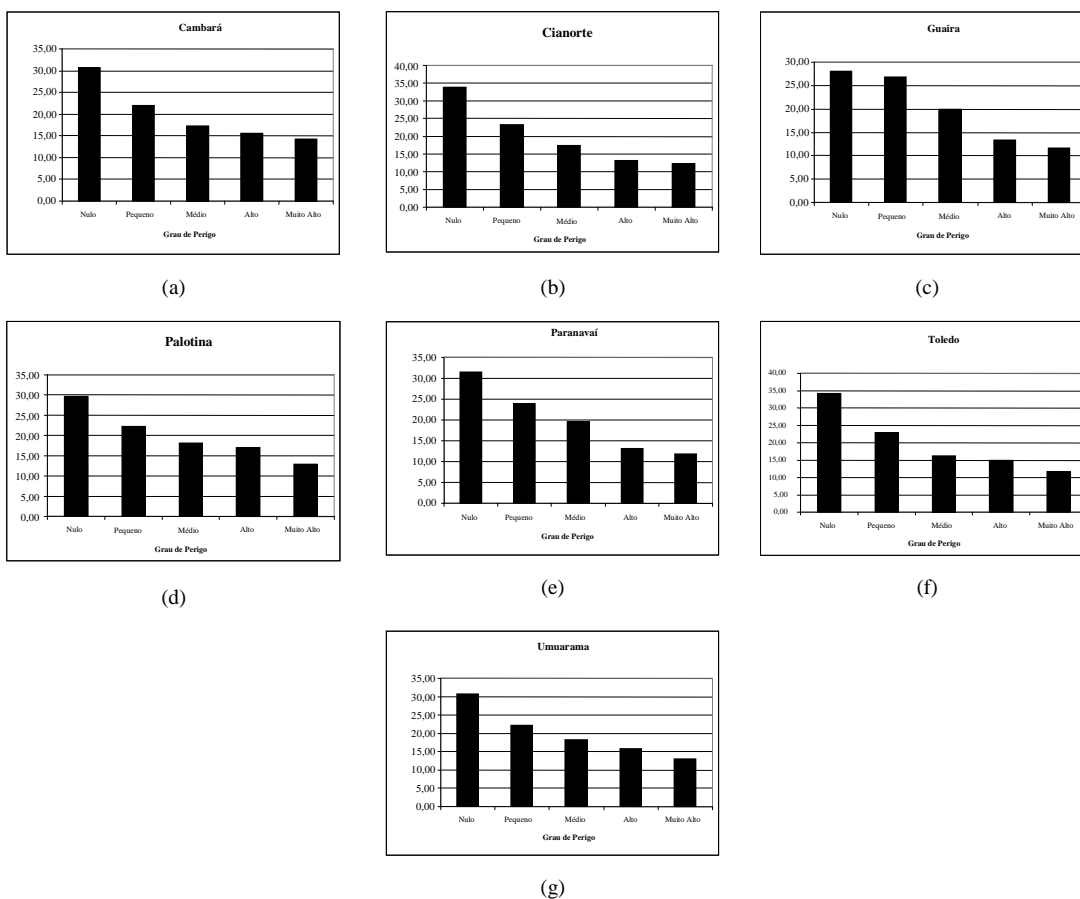 Cambará
35,00
30,00
25,00
20,00
15,00
10,00
5,00
0,00
Nulo Pequeno Médio Alto Muito Alto
Grau de Perigo
(a)
Cianorte
40,00
35,00
30,00
25,00
20,00
15,00
10,00
5,00
0,00
Nulo Pequeno Médio Alto Muito Alto
Grau de Perigo
(b)
Guaira
30,00
25,00
20,00
15,00
10,00
5,00
0,00
Nulo Pequeno Médio Alto Muito Alto
Grau de Perigo
(c)
Palotina
35,00
30,00
25,00
20,00
15,00
10,00
5,00
0,00
Nulo Pequeno Médio Alto Muito Alto
Grau de Perigo
(d)
Paranavaí
35,00
30,00
25,00
20,00
15,00
10,00
5,00
0,00
Nulo Pequeno Médio Alto Muito Alto
Grau de Perigo
(e)
Toledo
40,00
35,00
30,00
25,00
20,00
15,00
10,00
5,00
0,00
Nulo Pequeno Médio Alto Muito Alto
Grau de Perigo
(f)
Umuarama
35,00
30,00
25,00
20,00
15,00
10,00
5,00
0,00
Nulo Pequeno Médio Alto Muito Alto
Grau de Perigo
(g)